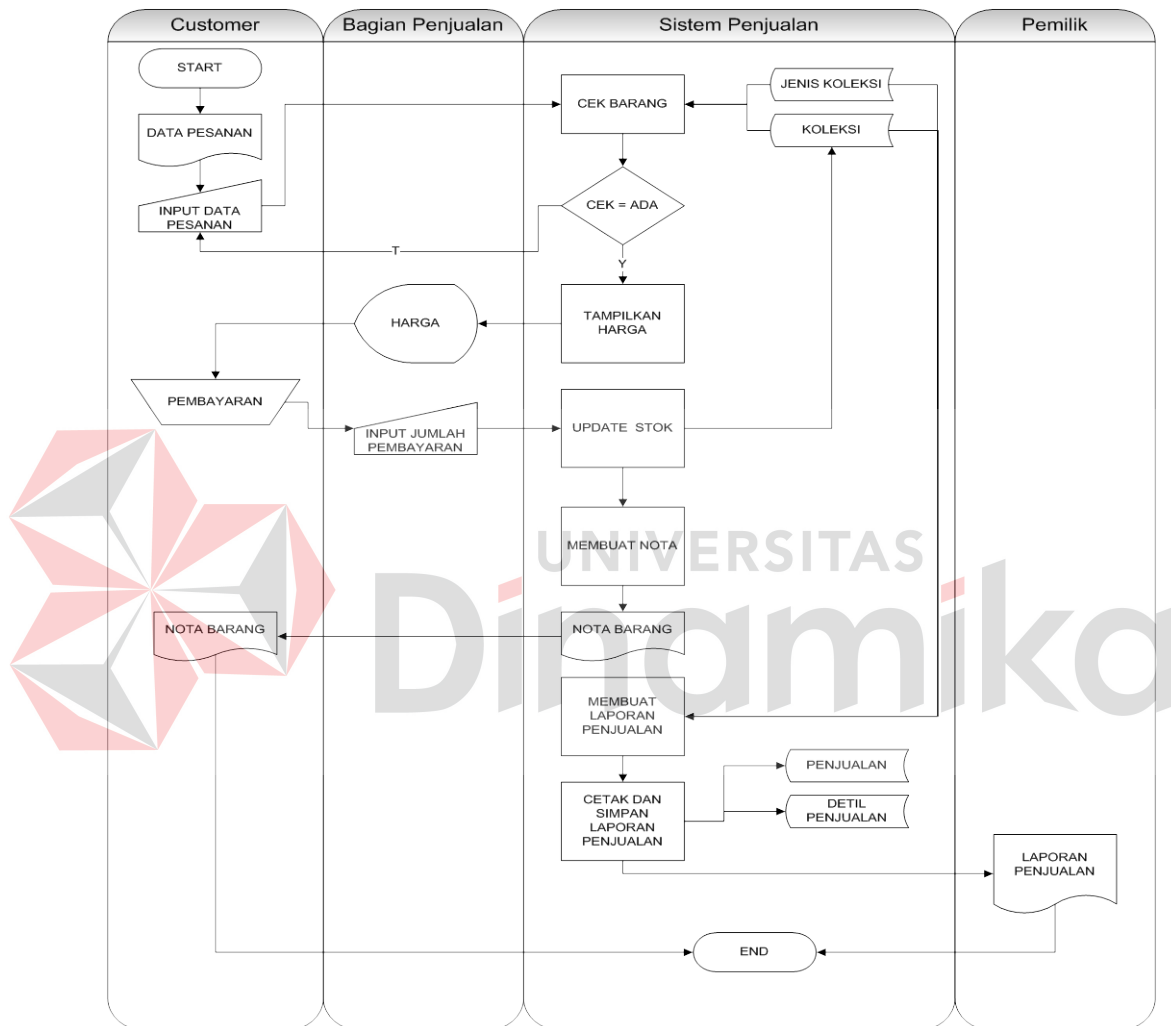 Customer
Bagian Penjualan
Sistem Penjualan
Pemilik
START
DATA PESANAN
INPUT DATA
PESANAN
CEK BARANG
JENIS KOLEKSI
KOLEKSI
CEK = ADA
T
Y
HARGA
TAMPILKAN
HARGA
PEMBAYARAN
INPUT JUMLAH
PEMBAYARAN
UPDATE STOK
MEMBUAT NOTA
UNIVERSITAS
Dinamika
NOTA BARANG
NOTA BARANG
MEMBUAT
LAPORAN
PENJUALAN
CETAK DAN
SIMPAN
LAPORAN
PENJUALAN
PENJUALAN
DETIL
PENJUALAN
LAPORAN
PENJUALAN
END